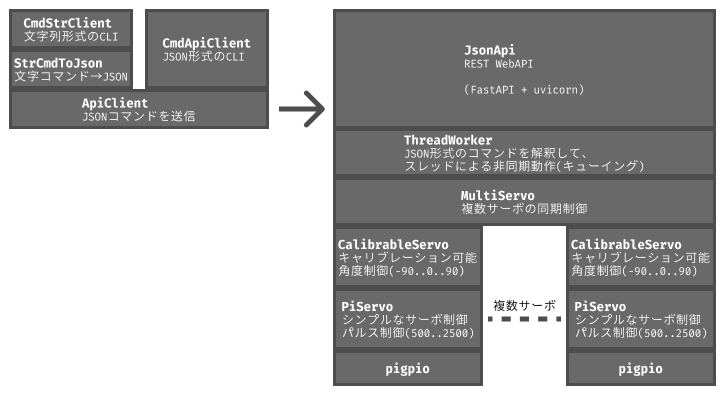 CmdStrClient
文字列形式のCLI
StrCmdToJson
文字コマンド→JSON
CmdApiClient
JSON形式のCLI
ApiClient
JSONコマンドを送信
JsonApi
REST WebAPI
(FastAPI + uvicorn)
ThreadWorker
JSON形式のコマンドを解釈して、
スレッドによる非同期動作(キューイング)
MultiServo
複数サーボの同期制御
CalibrableServo
キャリブレーション可能
角度制御(-90..0..90)
PiServo
シンプルなサーボ制御
パルス制御(500..2500)
pigpio
複数サーボ
CalibrableServo
キャリブレーション可能
角度制御(-90..0..90)
PiServo
シンプルなサーボ制御
パルス制御(500..2500)
pigpio